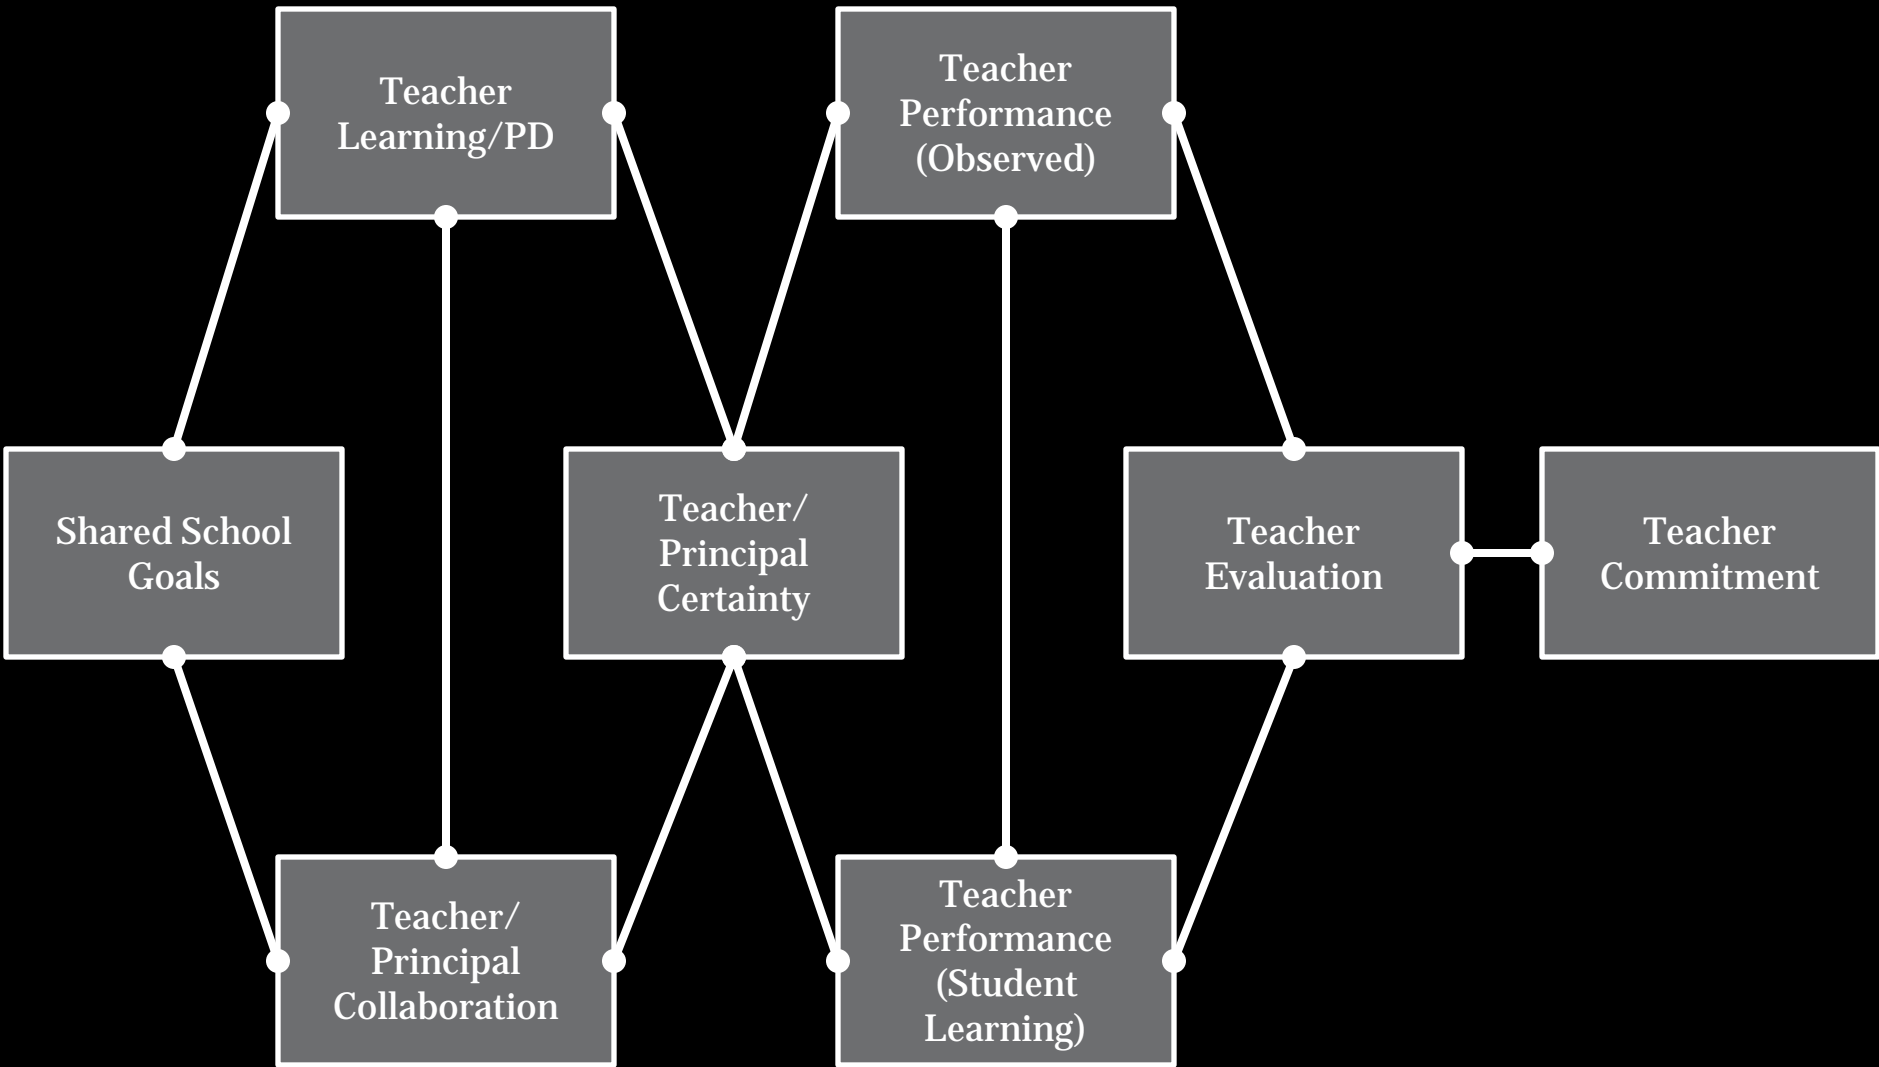 Teacher
Learning/PD
Teacher
Performance
(Observed)
Shared School
Goals
Teacher/
Principal
Certainty
Teacher
Evaluation
Teacher
Commitment
Teacher/
Principal
Collaboration
Teacher
Performance
(Student
Learning)